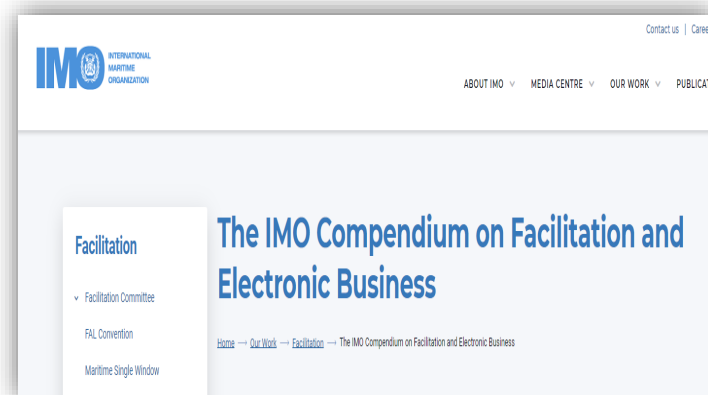 Contact us |
IMO
INTERNATIONAL
MARITIME
ORGANIZATION
ABOUT IMO
MEDIA CENTRE
OUR WORK
Facilitation
Facilitation Committee
FAL Convention
Maritime Single Window
The IMO Compendium on Facilitation and
Electronic Business
Home → Our Work → Facilitation → The IMO Compendium on Facilitation and Electronic Business